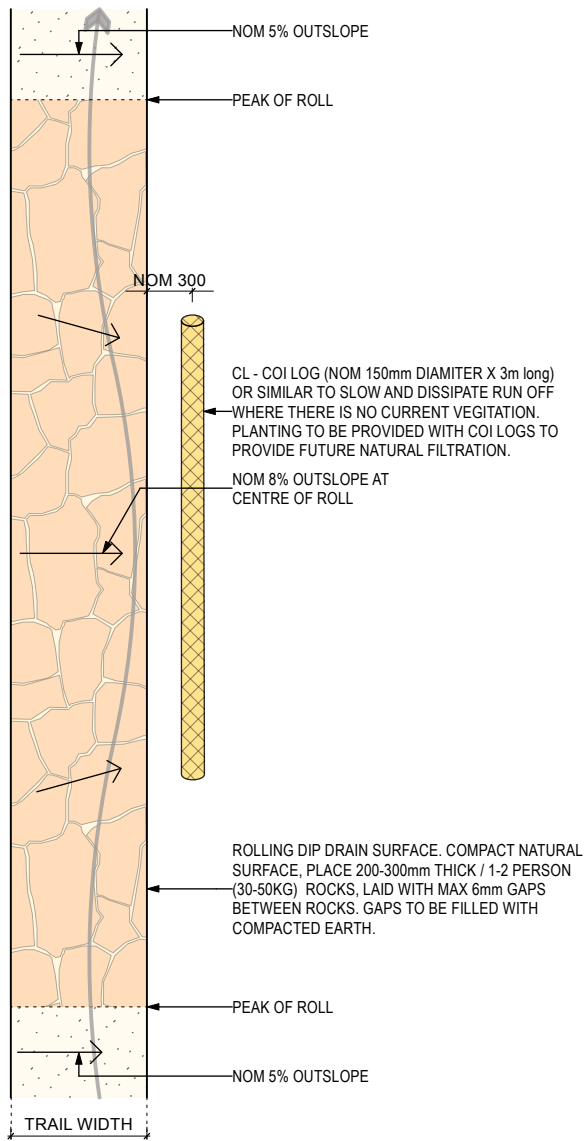 NOM 5% OUTSLOPE
PEAK OF ROLL
NOM 300
CL - COI LOG (NOM 150mm DIAMITER X 3m long)
OR SIMILAR TO SLOW AND DISSIPATE RUN OFF
WHERE THERE IS NO CURRENT VEGITATION.
PLANTING TO BE PROVIDED WITH COI LOGS TO
PROVIDE FUTURE NATURAL FILTRATION.
NOM 8% OUTSLOPE AT
CENTRE OF ROLL
ROLLING DIP DRAIN SURFACE. COMPACT NATURAL
SURFACE, PLACE 200-300mm THICK / 1-2 PERSON
(30-50KG) ROCKS, LAID WITH MAX 6mm GAPS
BETWEEN ROCKS. GAPS TO BE FILLED WITH
COMPACTED EARTH.
PEAK OF ROLL
NOM 5% OUTSLOPE
TRAIL WIDTH